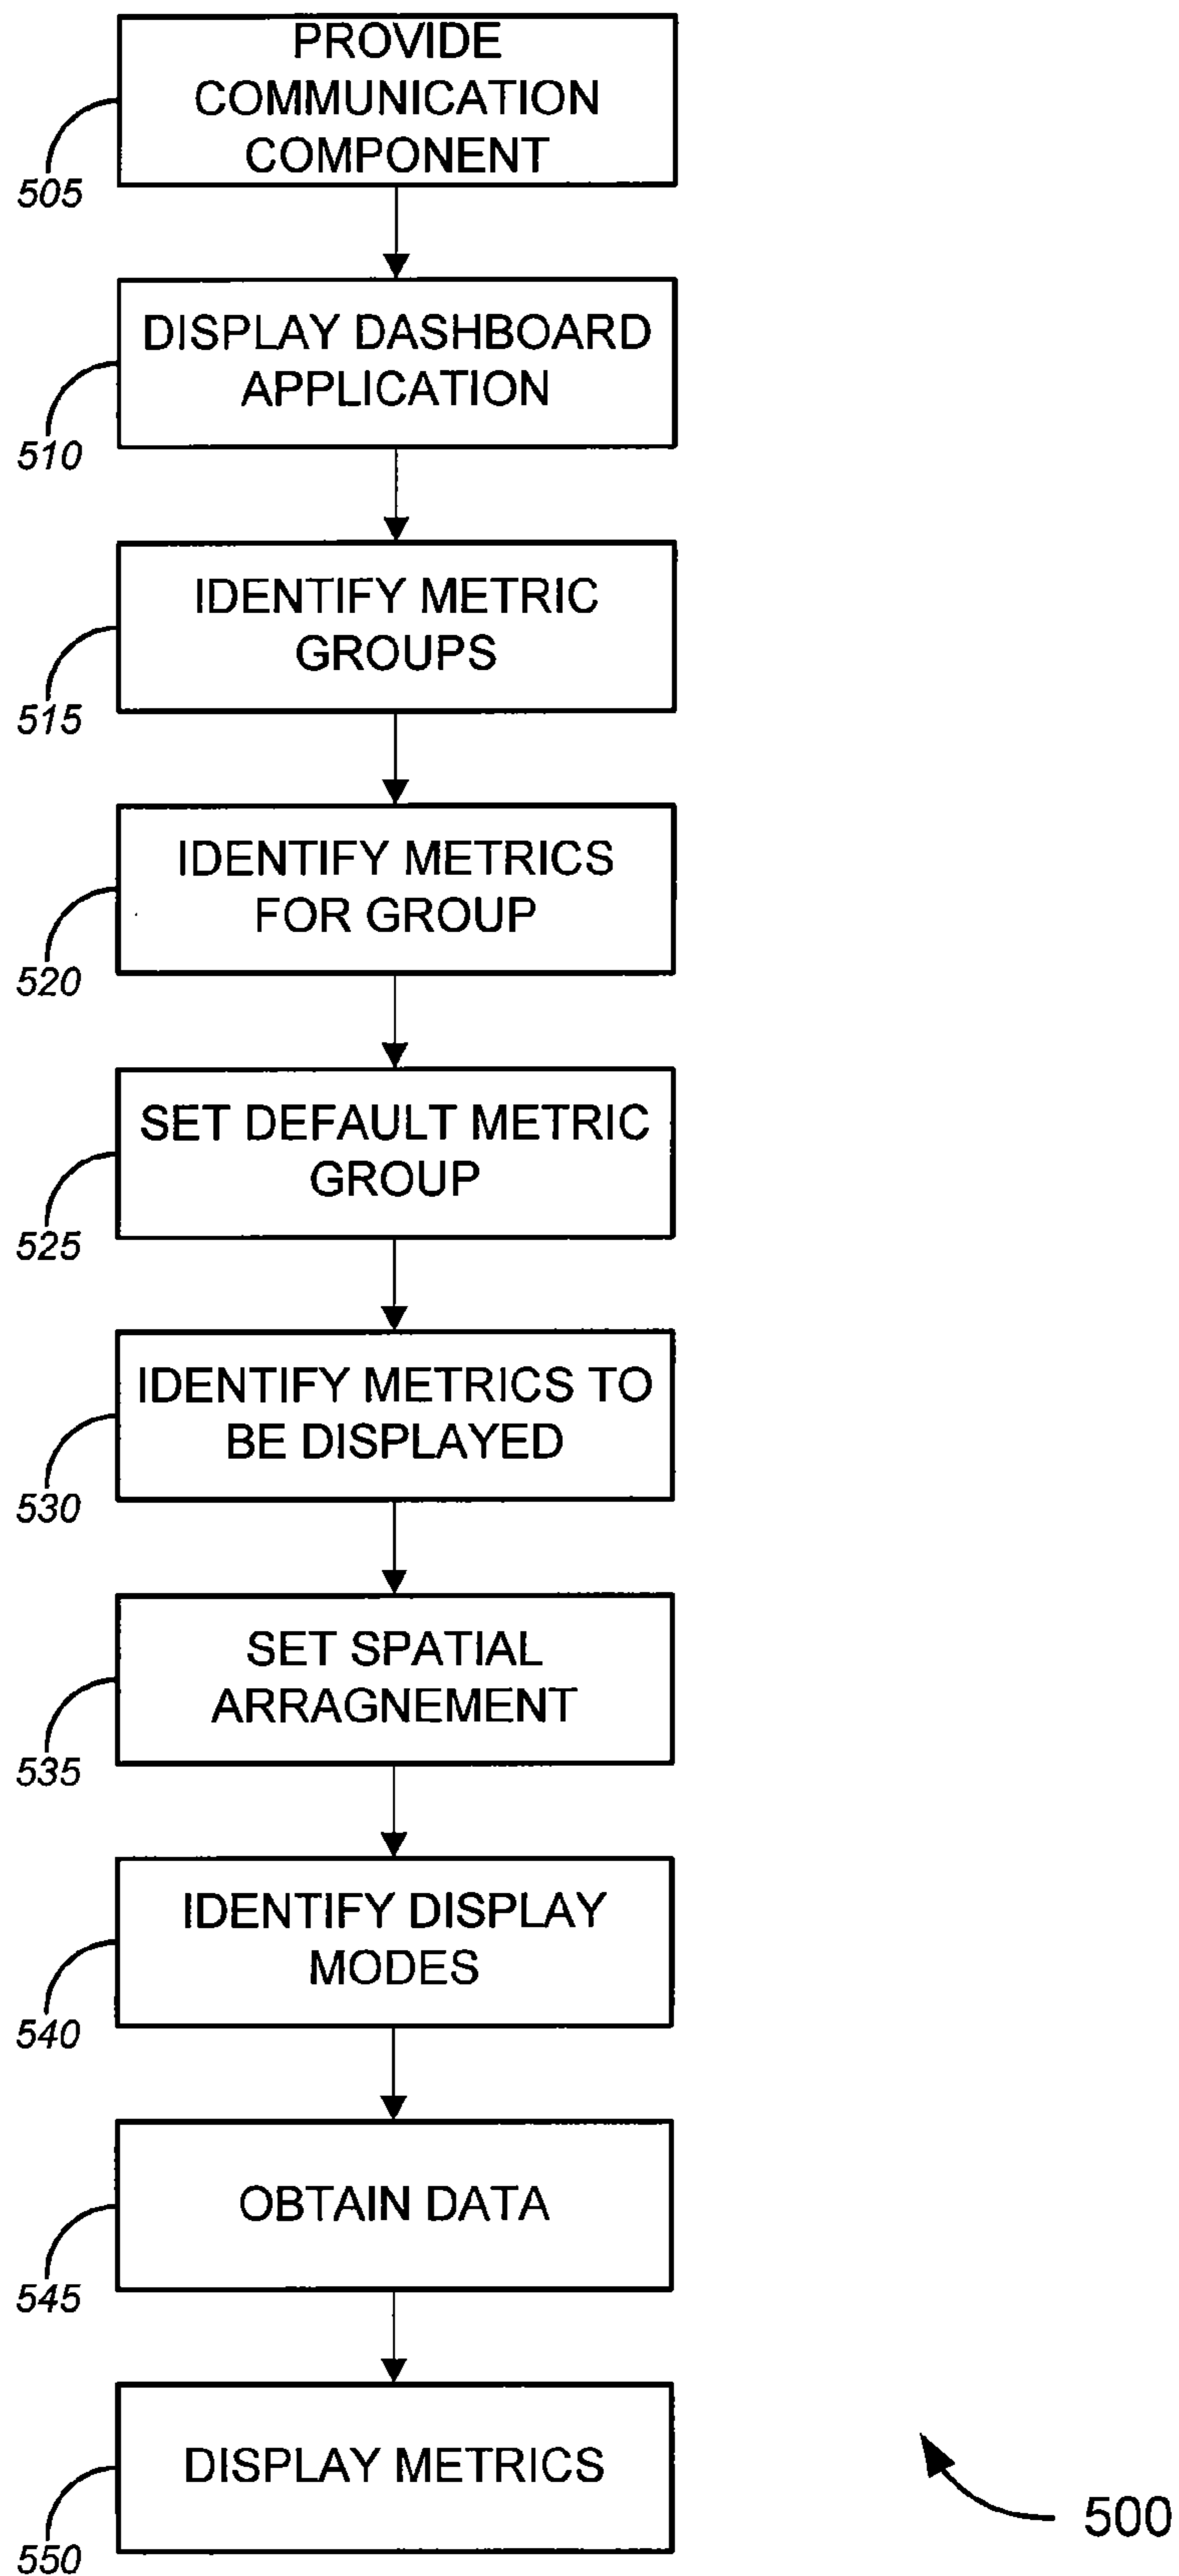 PROVIDE
COMMUNICATION
COMPONENT
505
DISPLAY DASHBOARD
APPLICATION
510
IDENTIFY METRIC
GROUPS
515
IDENTIFY METRICS
FOR GROUP
520
SET DEFAULT METRIC
GROUP
525
IDENTIFY METRICS TO
BE DISPLAYED
530
SET SPATIAL
ARRAGNEMENT
535
IDENTIFY DISPLAY
MODES
540
OBTAIN DATA
545
DISPLAY METRICS
550
500